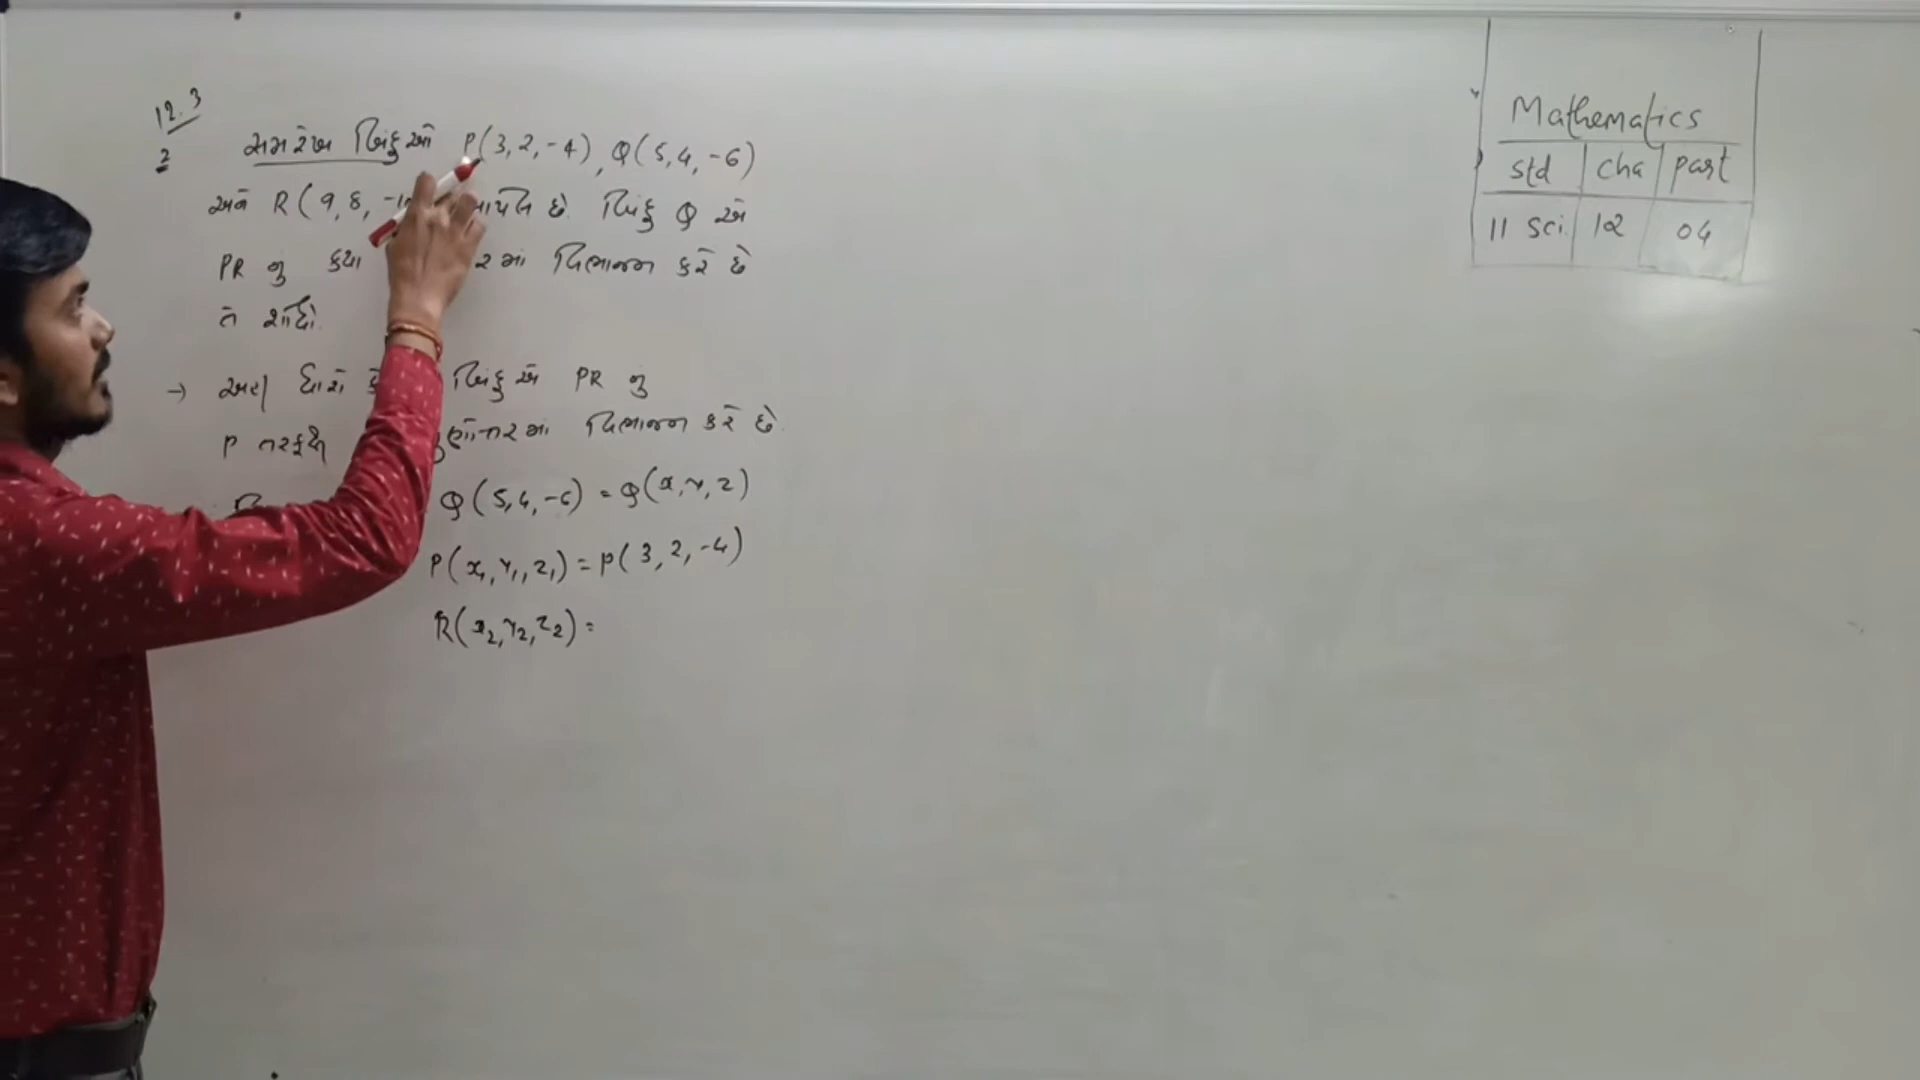 12.3
2 સમરેખ બિંદુઓ P(3, 2, -4), Q(5, 4, -6)
અને R(9, 8, -1 છે. બિંદુ Q એ
PR નું કયા વિભાજન કરે છે
તે શોધો.
→ અહી ધારો કે બિંદુ એ PR નું
P તરફથી વિભાજન કરે છે.
Q(5,4,-6) = Q(x,y,z)
P(x₁,y₁,z₁) = P(3, 2, -4)
R(x₂,y₂,z₂) =
Mathematics
std cha part
11 Sci 12 04